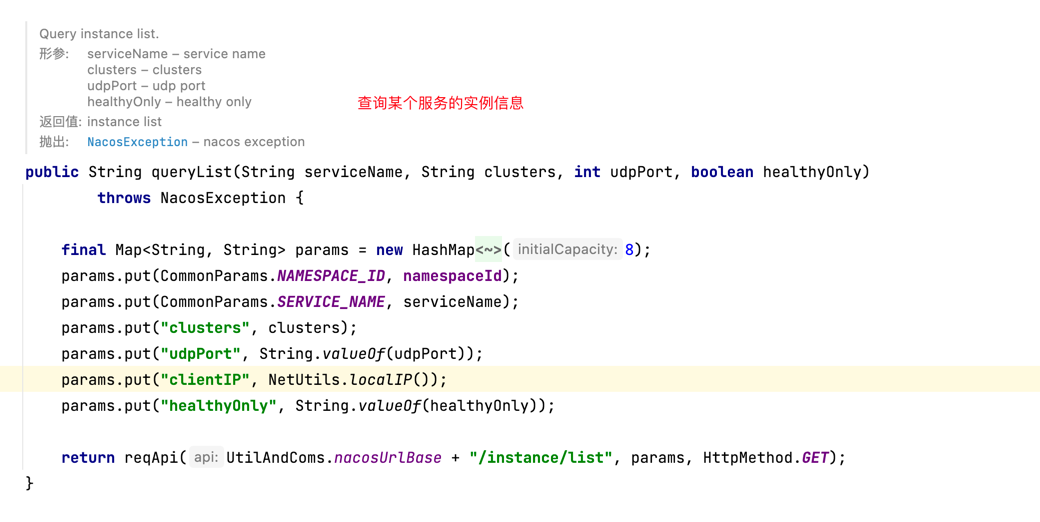 Query instance list.
形参: serviceName – service name
clusters – clusters
udpPort – udp port
healthyOnly – healthy only
查询某个服务的实例信息
返回值: instance list
抛出: NacosException – nacos exception
public String queryList(String serviceName, String clusters, int udpPort, boolean healthyOnly)
throws NacosException {
final Map<String, String> params = new HashMap<~>( initialCapacity: 8);
params.put(CommonParams.NAMESPACE_ID, namespaceId);
params.put(CommonParams.SERVICE_NAME, serviceName);
params.put("clusters", clusters);
params.put("udpPort", String.valueOf(udpPort));
params.put("clientIP", NetUtils.localIP());
params.put("healthyOnly", String.valueOf(healthyOnly));
return reqApi( api: UtilAndComs.nacosUrlBase + "/instance/list", params, HttpMethod.GET);
}